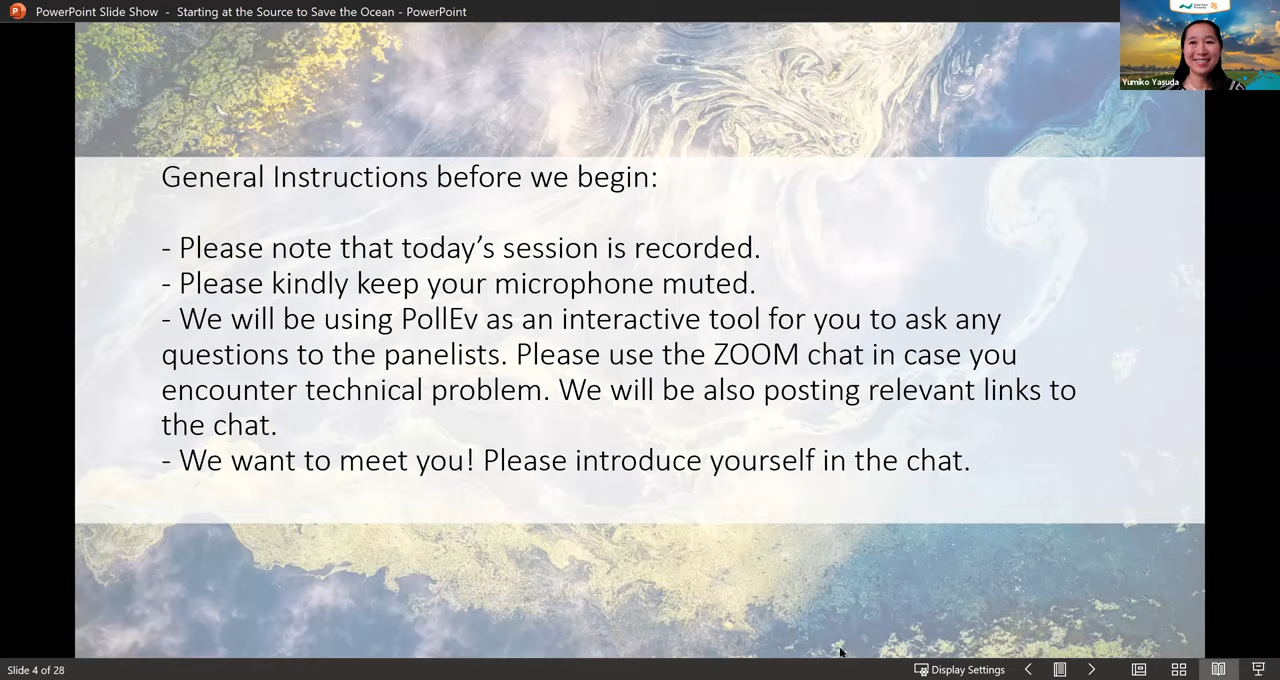 PowerPoint Slide Show - Starting at the Source to Save the Ocean - PowerPoint
Yumiko Yasuda
General Instructions before we begin:
- Please note that today's session is recorded.
- Please kindly keep your microphone muted.
- We will be using PollEv as an interactive tool for you to ask any
questions to the panelists. Please use the ZOOM chat in case you
encounter technical problem. We will be also posting relevant links to
the chat.
- We want to meet you! Please introduce yourself in the chat.
Slide 4 of 28
Display Settings